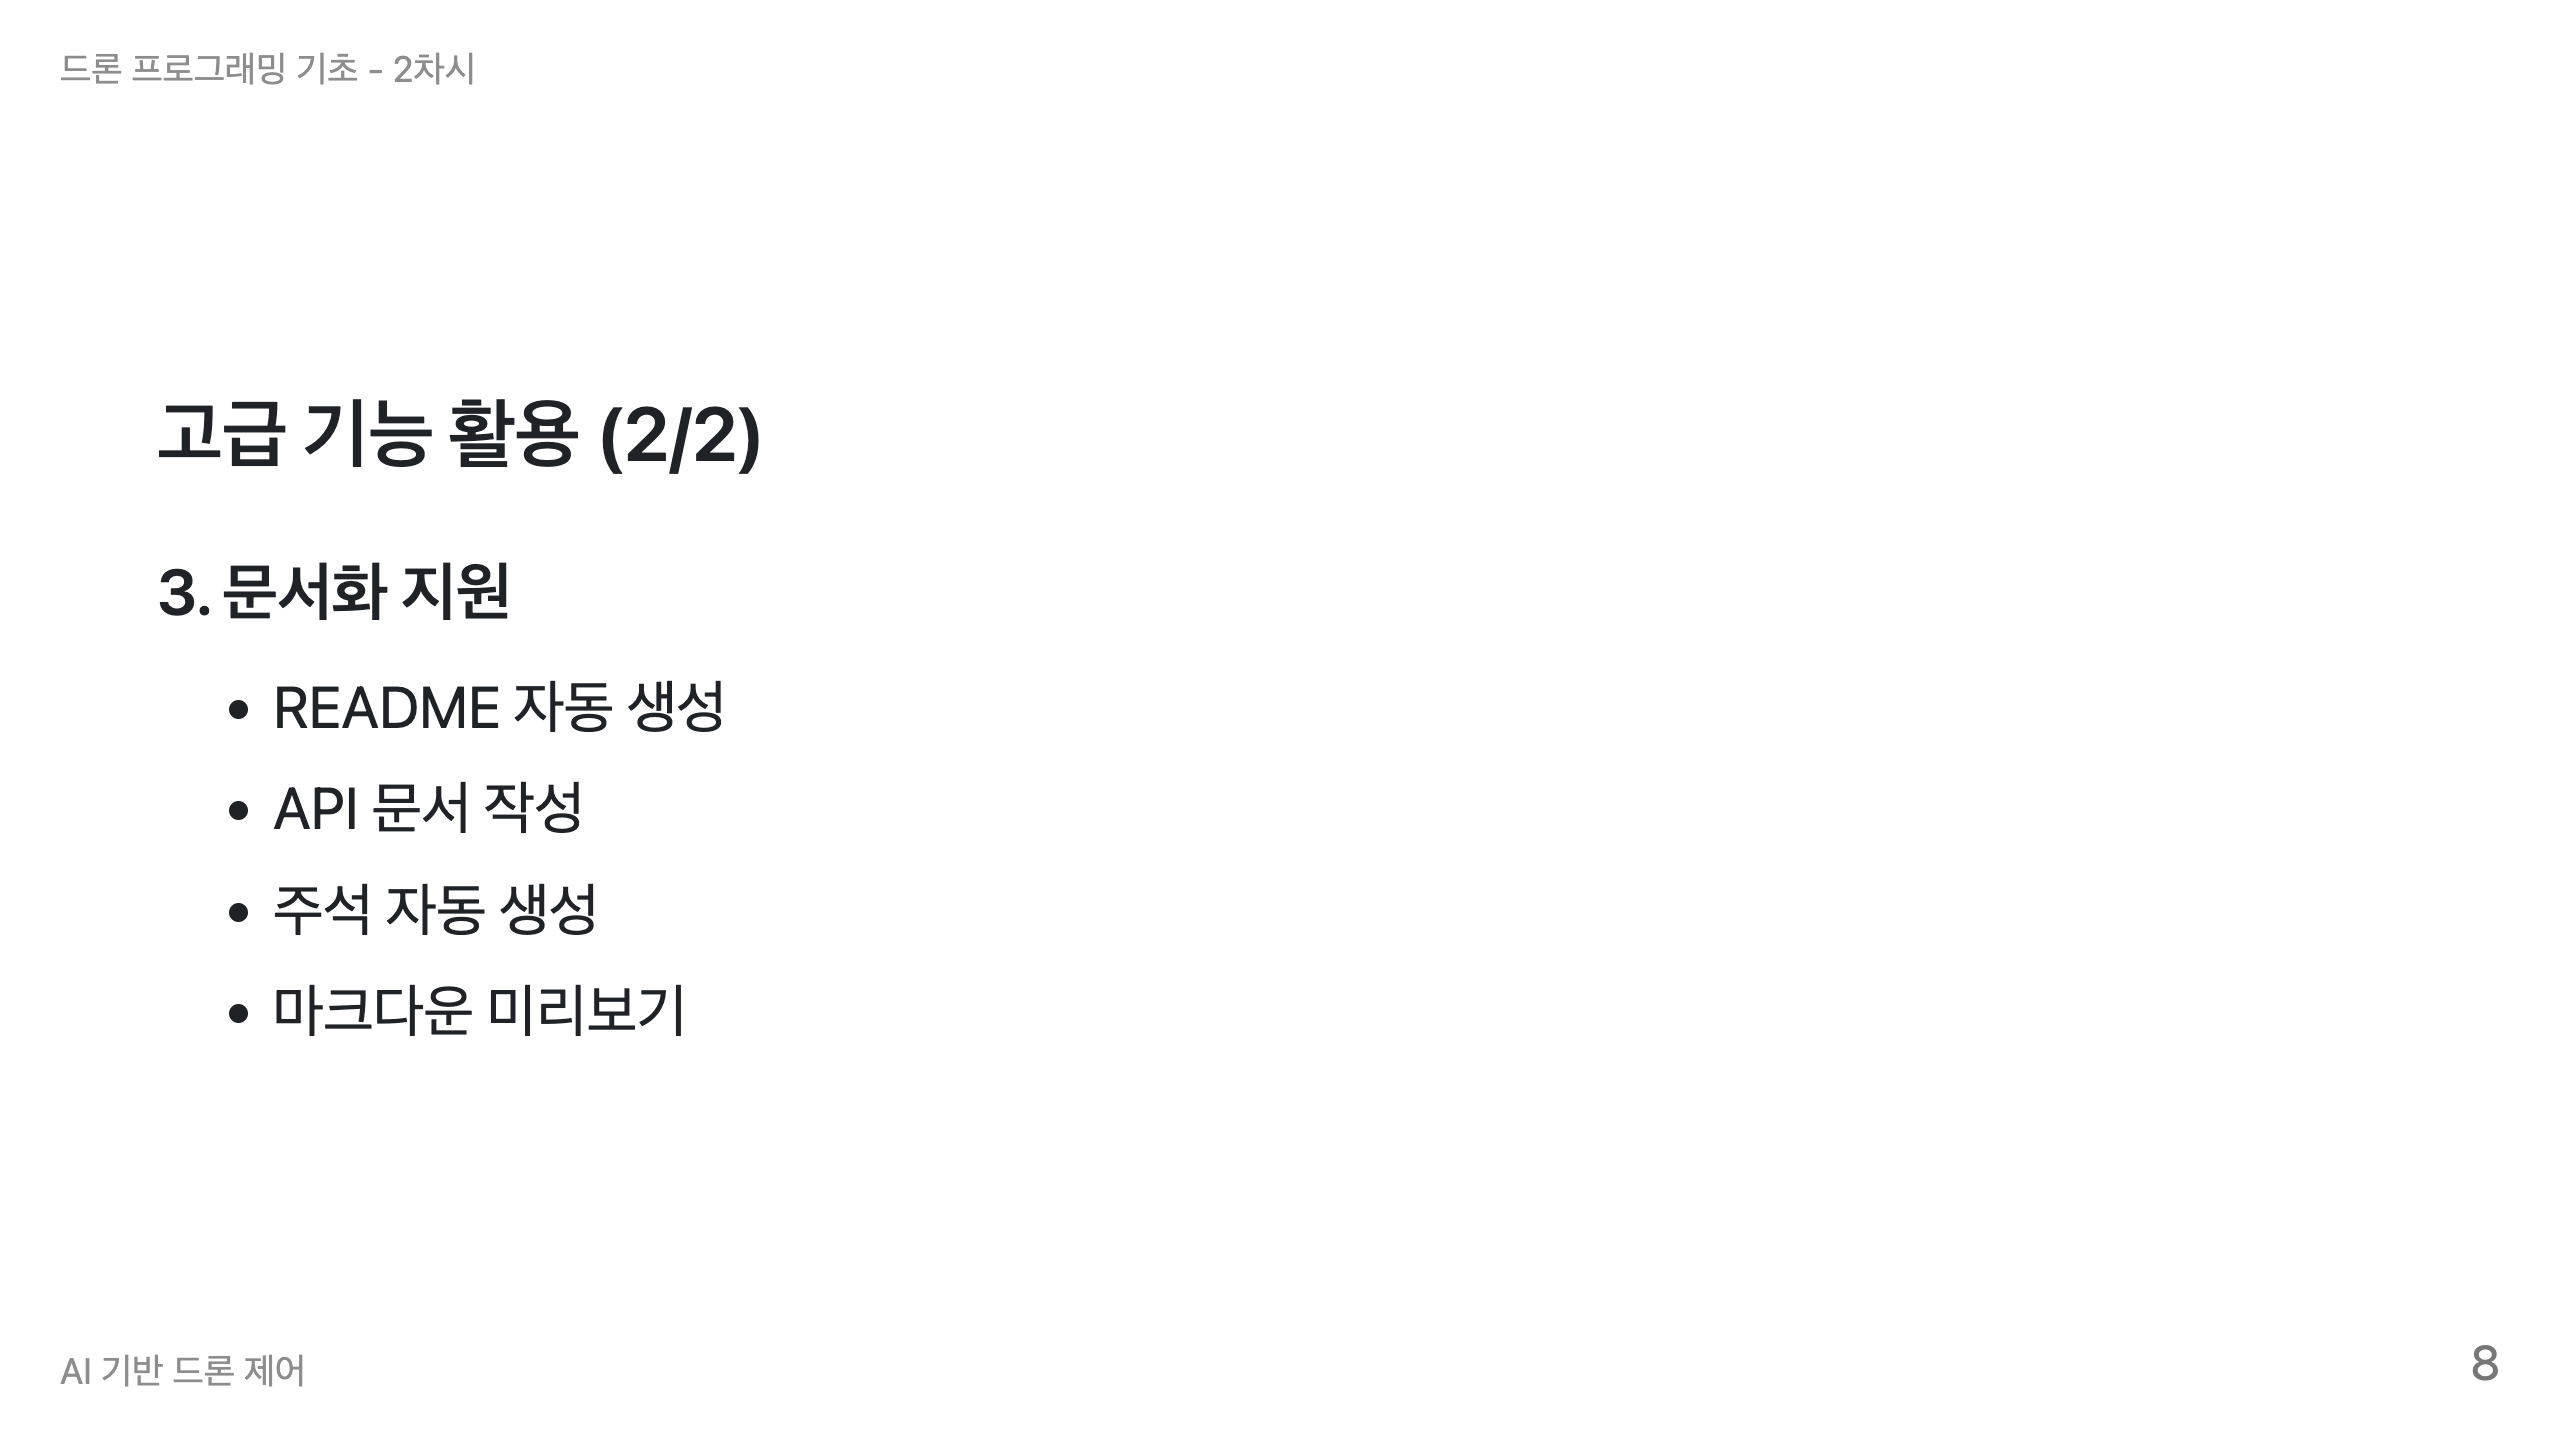 드론 프로그래밍 기초 - 2차시
고급 기능 활용 (2/2)
3. 문서화 지원
• README 자동 생성
• API 문서 작성
• 주석 자동 생성
• 마크다운 미리보기
AI 기반 드론 제어
8